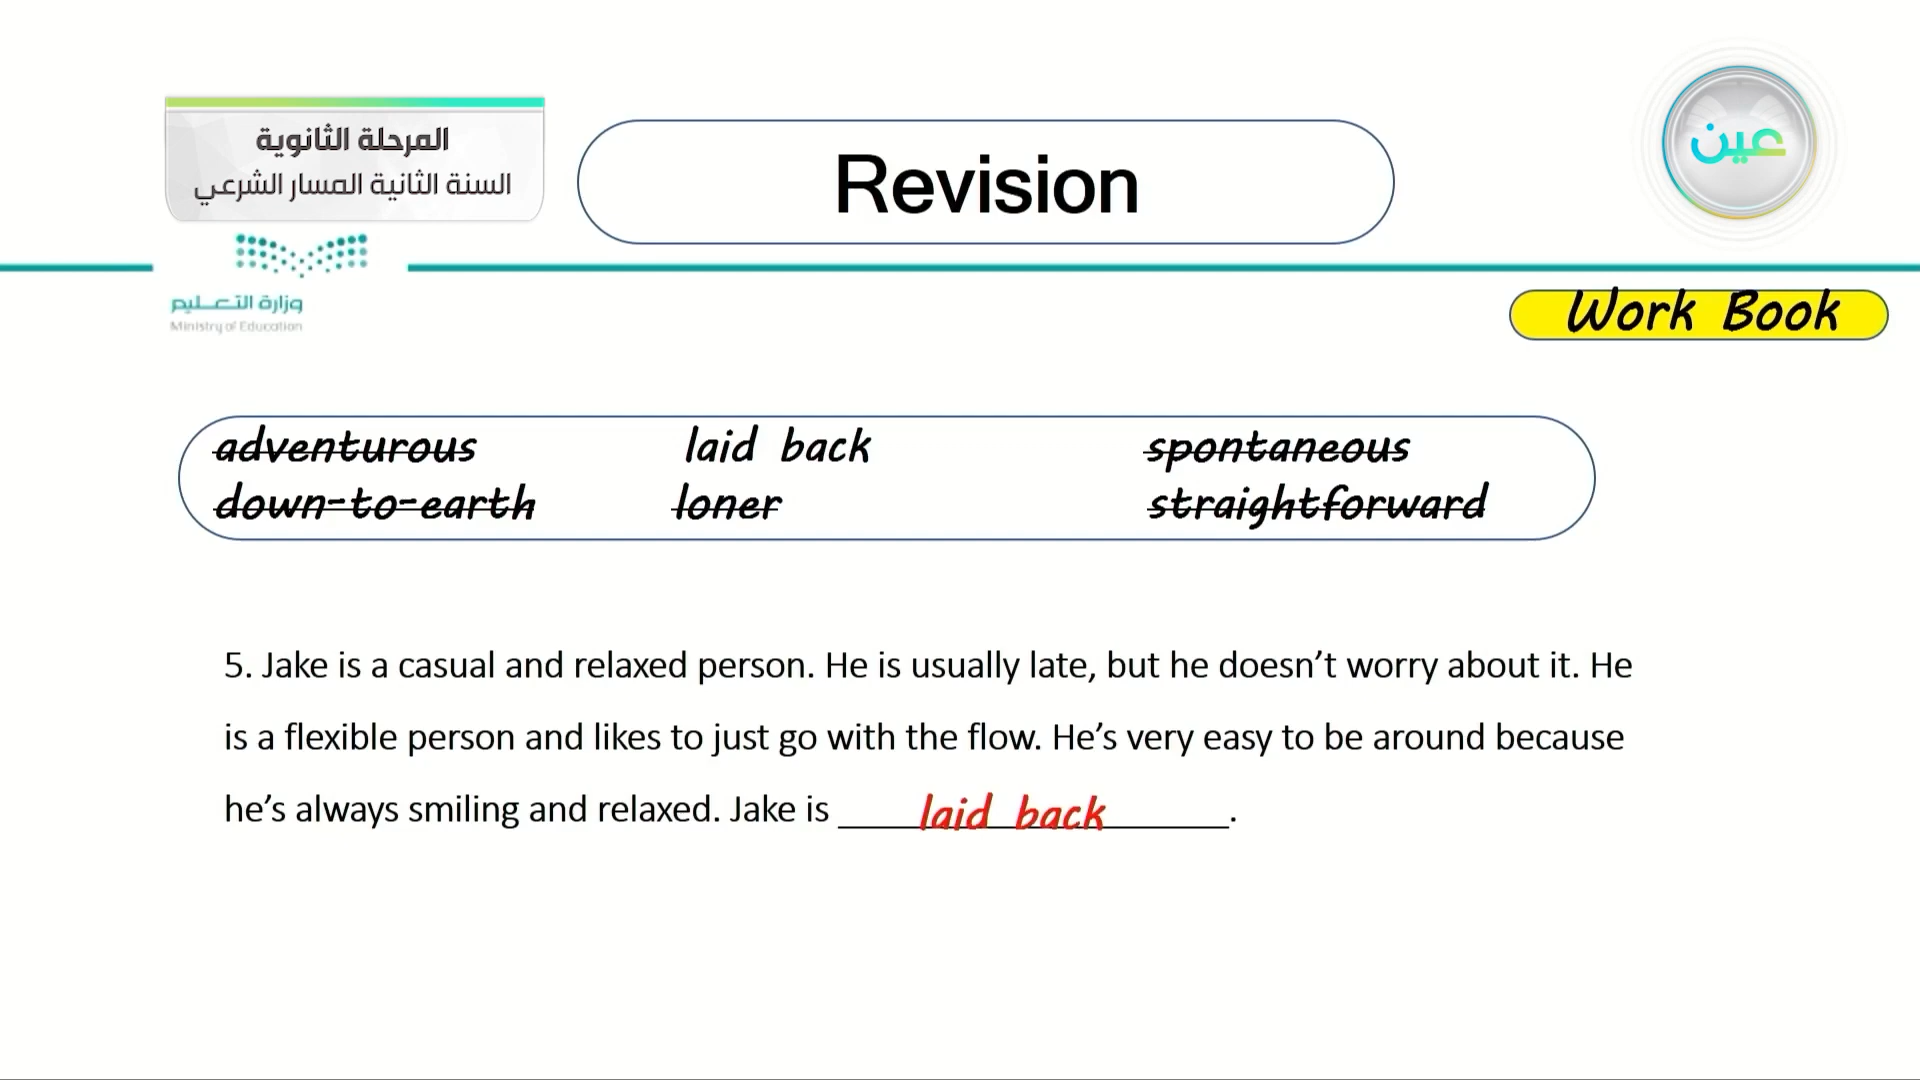 المرحلة الثانوية
السنة الثانية المسار الشرعي
Revision
عين
وزارة التعليم
Ministry of Education
Work Book
adventurous laid back spontaneous
down-to-earth loner straightforward
5. Jake is a casual and relaxed person. He is usually late, but he doesn’t worry about it. He
is a flexible person and likes to just go with the flow. He’s very easy to be around because
he’s always smiling and relaxed. Jake is laid back.